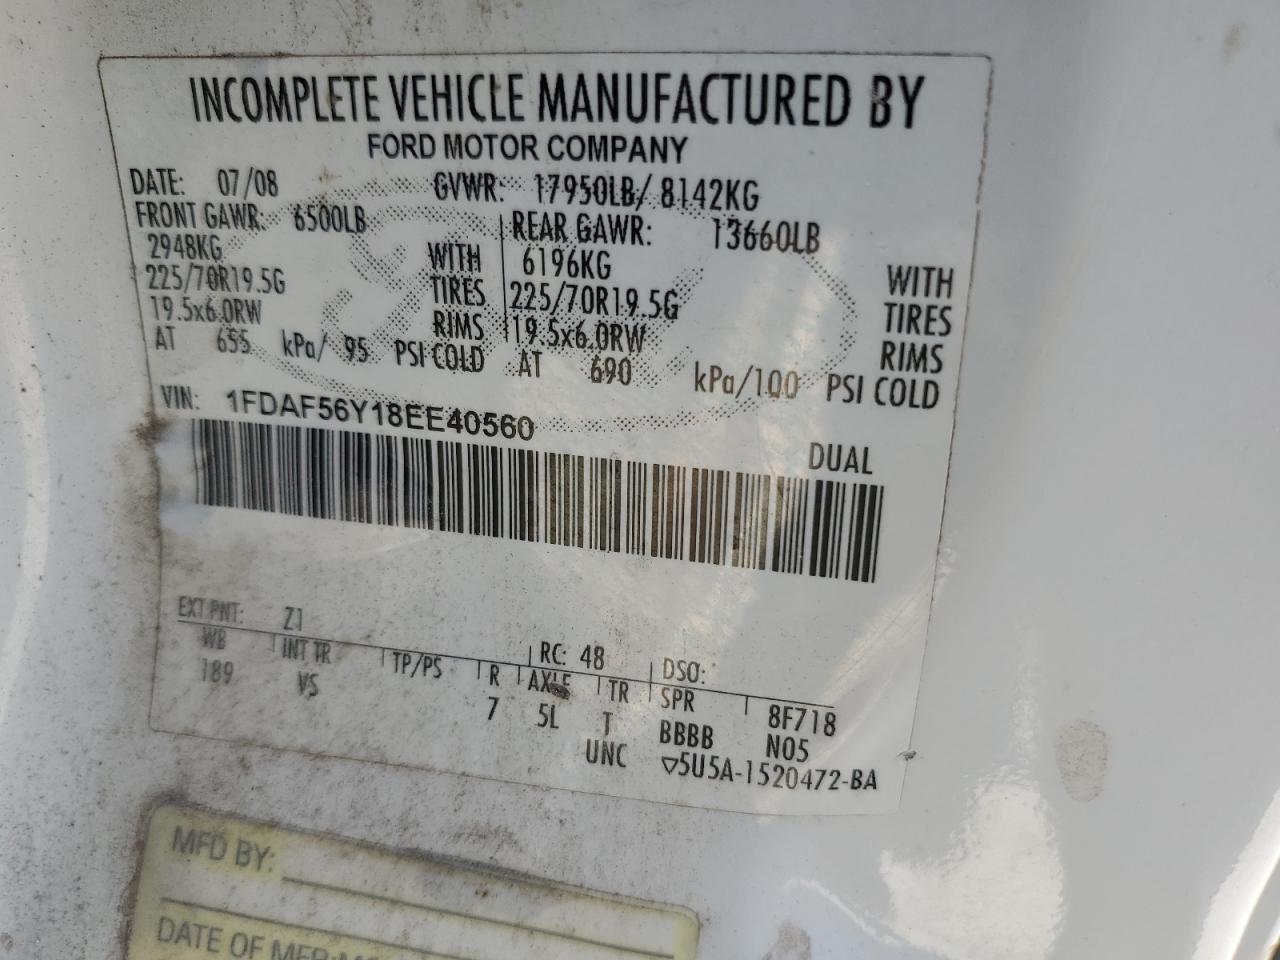 INCOMPLETE VEHICLE MANUFACTURED BY
FORD MOTOR COMPANY
DATE: 07/08 GVWR: 17950LB/ 8142KG
FRONT GAWR: 6500LB REAR GAWR: 13660LB
2948KG WITH 6196KG WITH
225/70R19.5G TIRES 225/70R19.5G TIRES
19.5x6.0RW RIMS 19.5x6.0RW RIMS
AT 655 kPa/ 95 PSI COLD AT 690 kPa/100 PSI COLD
VIN: 1FDAF56Y18EE40560
DUAL
EXT PNT: Z1 RC: 48 DSO:
WB INT TR TP/PS R AXLE TR SPR 8F718
189 VS 7 5L T BBBB N05
UNC ▽5U5A-1520472-BA
MFD BY:
DATE OF